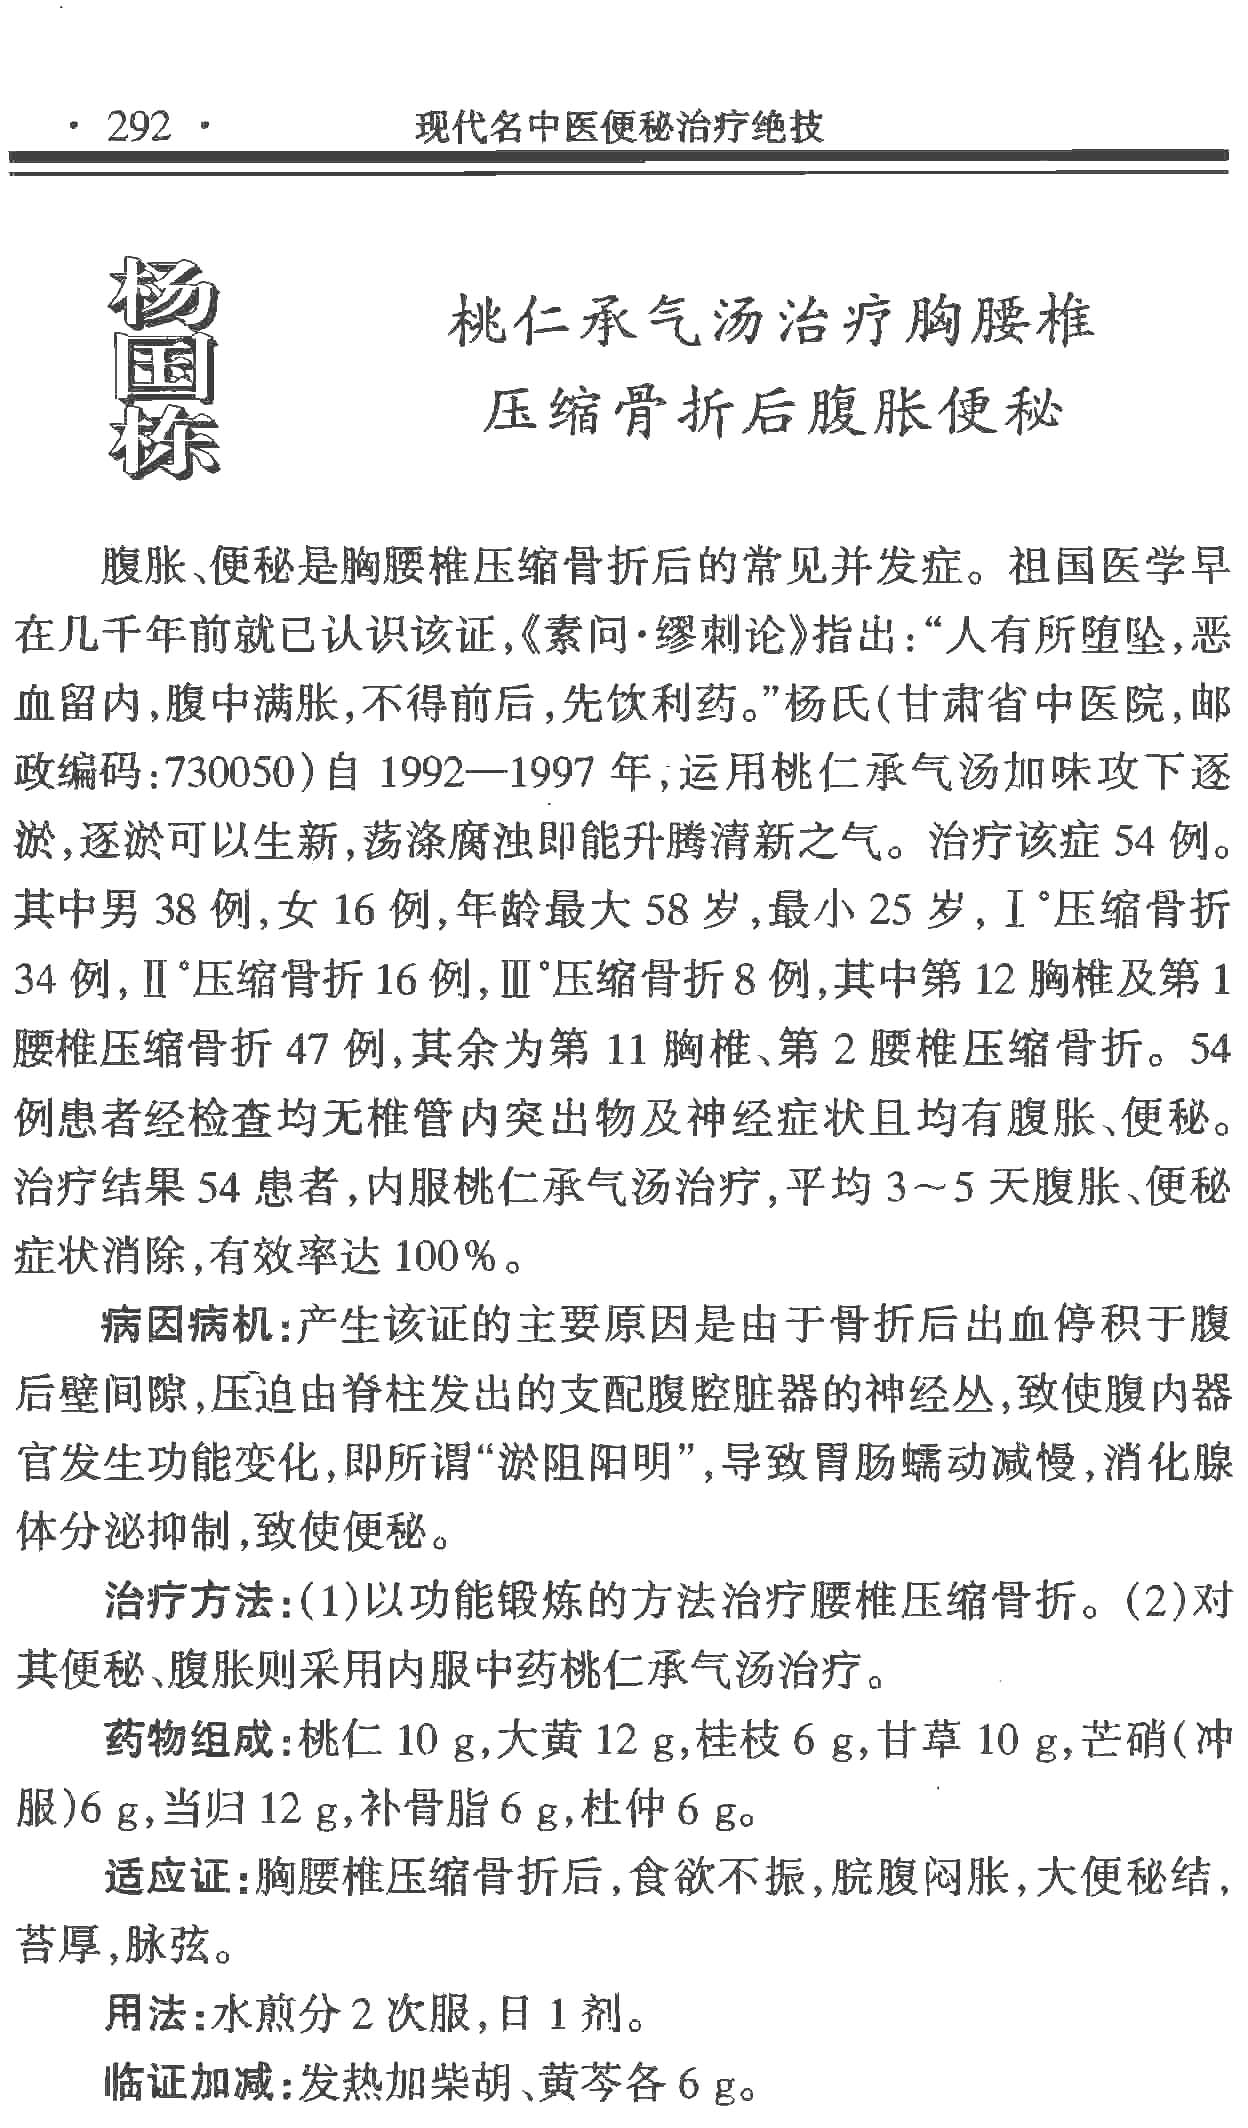 · 292 · 现代名中医便秘治疗绝技
杨国栋
桃仁承气汤治疗胸腰椎
压缩骨折后腹胀便秘
腹胀、便秘是胸腰椎压缩骨折后的常见并发症。祖国医学早
在几千年前就已认识该证,《素问·缪刺论》指出:“人有所堕坠,恶
血留内,腹中满胀,不得前后,先饮利药。”杨氏(甘肃省中医院,邮
政编码:730050)自 1992—1997 年,运用桃仁承气汤加味攻下逐
淤,逐淤可以生新,荡涤腐浊即能升腾清新之气。治疗该症 54 例。
其中男 38 例,女 16 例,年龄最大 58 岁,最小 25 岁,Ⅰ°压缩骨折
34 例,Ⅱ°压缩骨折 16 例,Ⅲ°压缩骨折 8 例,其中第 12 胸椎及第 1
腰椎压缩骨折 47 例,其余为第 11 胸椎、第 2 腰椎压缩骨折。54
例患者经检查均无椎管内突出物及神经症状且均有腹胀、便秘。
治疗结果 54 患者,内服桃仁承气汤治疗,平均 3～5 天腹胀、便秘
症状消除,有效率达 100%。
病因病机:产生该证的主要原因是由于骨折后出血停积于腹
后壁间隙,压迫由脊柱发出的支配腹腔脏器的神经丛,致使腹内器
官发生功能变化,即所谓“淤阻阳明”,导致胃肠蠕动减慢,消化腺
体分泌抑制,致使便秘。
治疗方法:(1)以功能锻炼的方法治疗腰椎压缩骨折。(2)对
其便秘、腹胀则采用内服中药桃仁承气汤治疗。
药物组成:桃仁 10 g,大黄 12 g,桂枝 6 g,甘草 10 g,芒硝(冲
服)6 g,当归 12 g,补骨脂 6 g,杜仲 6 g。
适应证:胸腰椎压缩骨折后,食欲不振,脘腹闷胀,大便秘结,
苔厚,脉弦。
用法:水煎分 2 次服,日 1 剂。
临证加减:发热加柴胡、黄芩各 6 g。